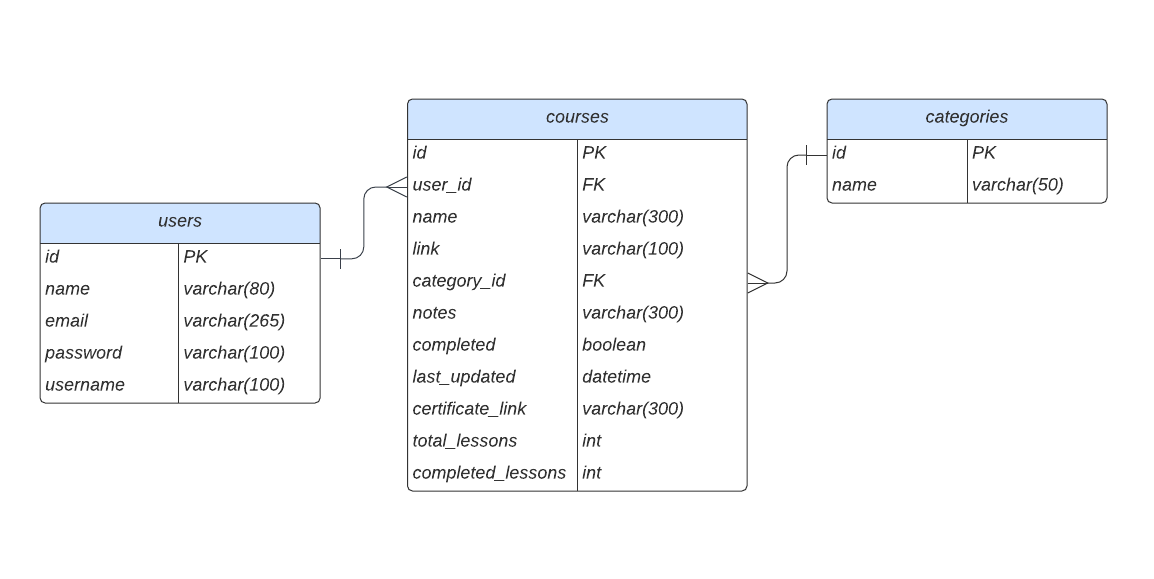 users
id PK
name varchar(80)
email varchar(265)
password varchar(100)
username varchar(100)
courses
id PK
user_id FK
name varchar(300)
link varchar(100)
category_id FK
notes varchar(300)
completed boolean
last_updated datetime
certificate_link varchar(300)
total_lessons int
completed_lessons int
categories
id PK
name varchar(50)